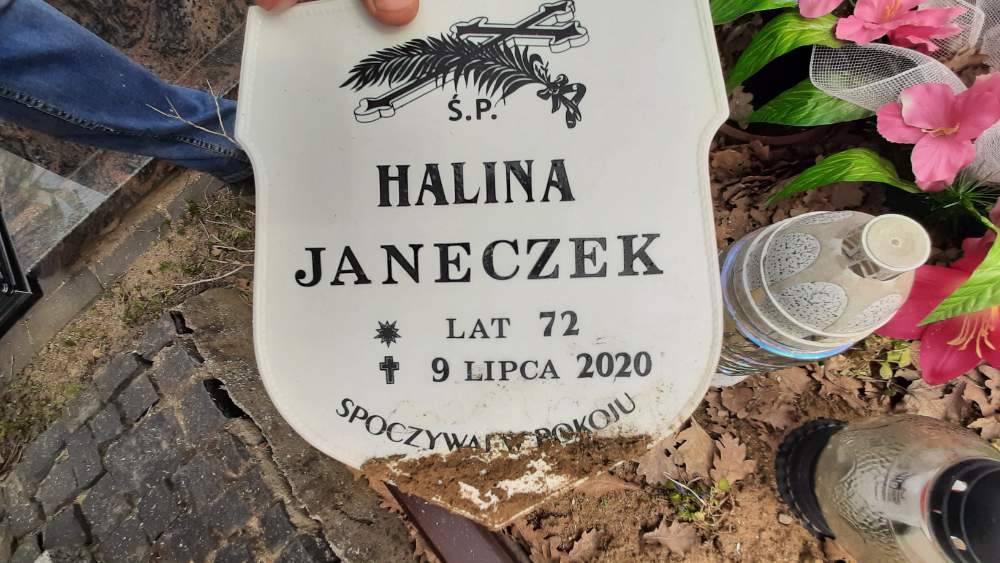 Ś.P.
HALINA
JANECZEK
LAT 72
9 LIPCA 2020
SPOCZYWAJ W POKOJU